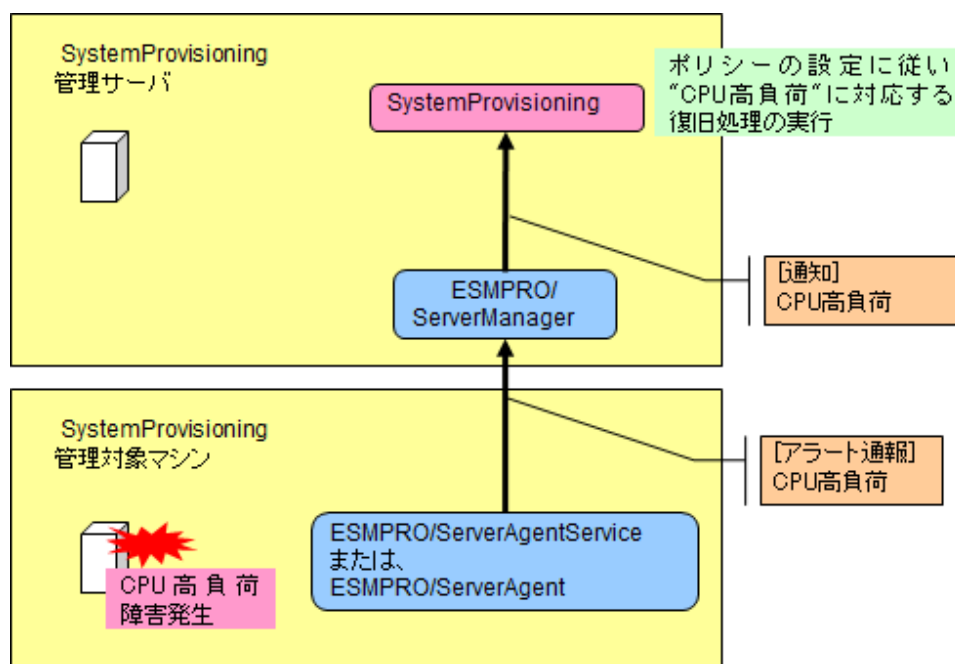 SystemProvisioning
管理サーバ
SystemProvisioning
ポリシーの設定に従い
“CPU高負荷“に対応する
復旧処理の実行
[通知]
CPU高負荷
ESMPRO/
ServerManager
SystemProvisioning
管理対象マシン
[アラート通報]
CPU高負荷
ESMPRO/ServerAgentService
または、
ESMPRO/ServerAgent
CPU高負荷
障害発生